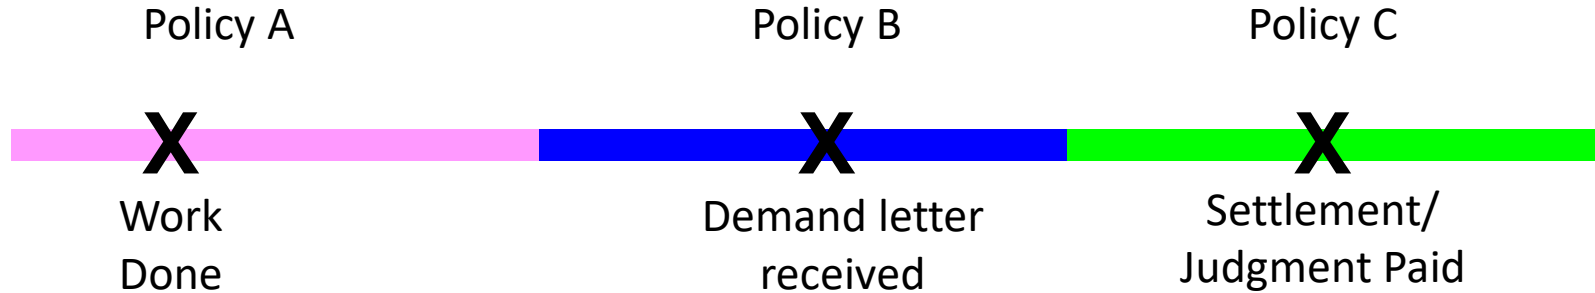 Policy A
Policy B
Policy C
X
X
X
Work
Done
Demand letter
received
Settlement/
Judgment Paid